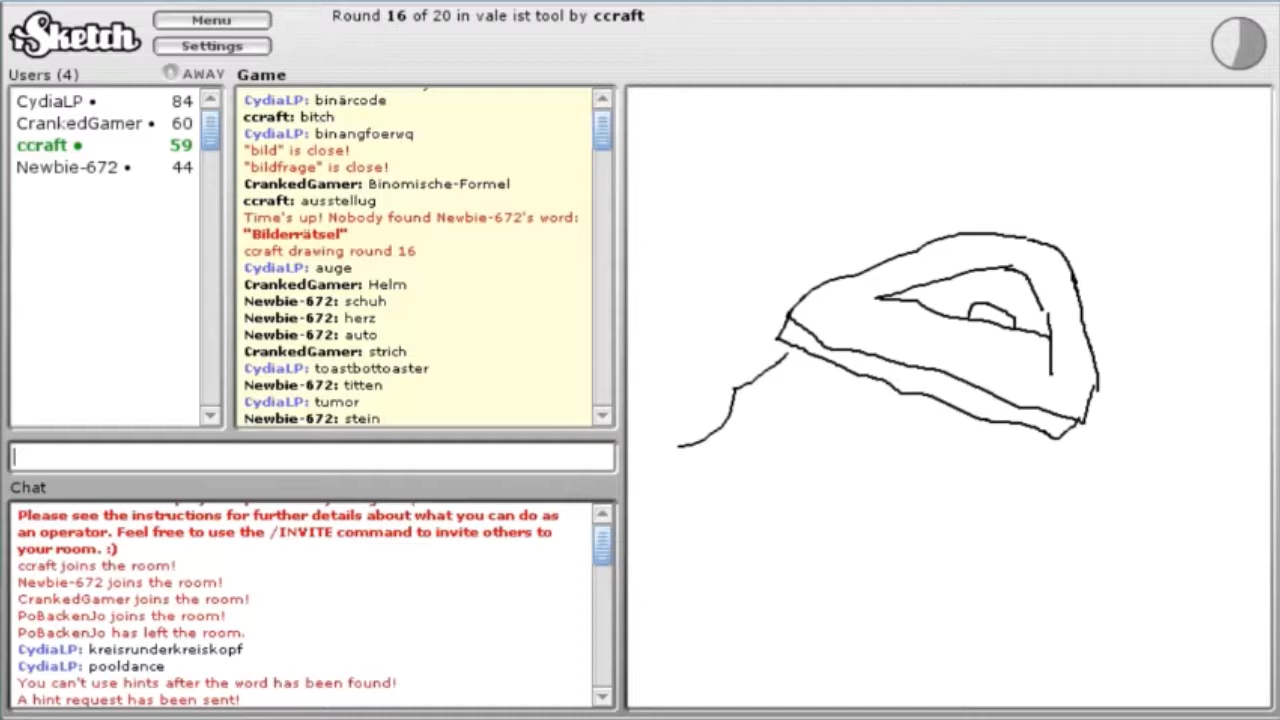 iSketch
Menu
Settings
Round 16 of 20 in vale ist tool by ccraft
Users (4)
AWAY
Game
CydiaLP • 84
CrankedGamer • 60
ccraft • 59
Newbie-672 • 44
CydiaLP: binärcode
ccraft: bitch
CydiaLP: binangfoerwq
"bild" is close!
"bildfrage" is close!
CrankedGamer: Binomische-Formel
ccraft: ausstellug
Time's up! Nobody found Newbie-672's word:
"Bilderrätsel"
ccraft drawing round 16
CydiaLP: auge
CrankedGamer: Helm
Newbie-672: schuh
Newbie-672: herz
Newbie-672: auto
CrankedGamer: strich
CydiaLP: toastbottoaster
Newbie-672: titten
CydiaLP: tumor
Newbie-672: stein
Chat
Please see the instructions for further details about what you can do as
an operator. Feel free to use the /INVITE command to invite others to
your room. :)
ccraft joins the room!
Newbie-672 joins the room!
CrankedGamer joins the room!
PoBackenJo joins the room!
PoBackenJo has left the room.
CydiaLP: kreisrunderkreiskopf
CydiaLP: pooldance
You can't use hints after the word has been found!
A hint request has been sent!